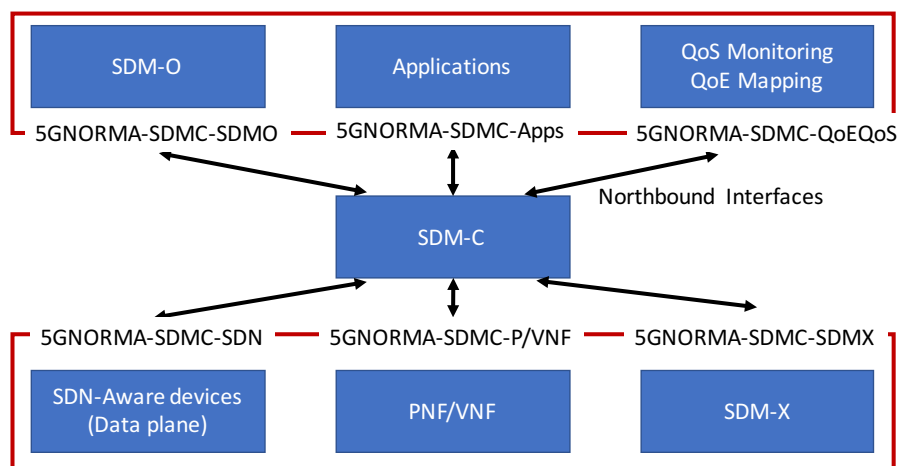 SDM-O
Applications
QoS Monitoring
QoE Mapping
5GNORMA-SDMC-SDMO
5GNORMA-SDMC-Apps
5GNORMA-SDMC-QoEQoS
Northbound Interfaces
SDM-C
5GNORMA-SDMC-SDN
5GNORMA-SDMC-P/VNF
5GNORMA-SDMC-SDMX
SDN-Aware devices
(Data plane)
PNF/VNF
SDM-X